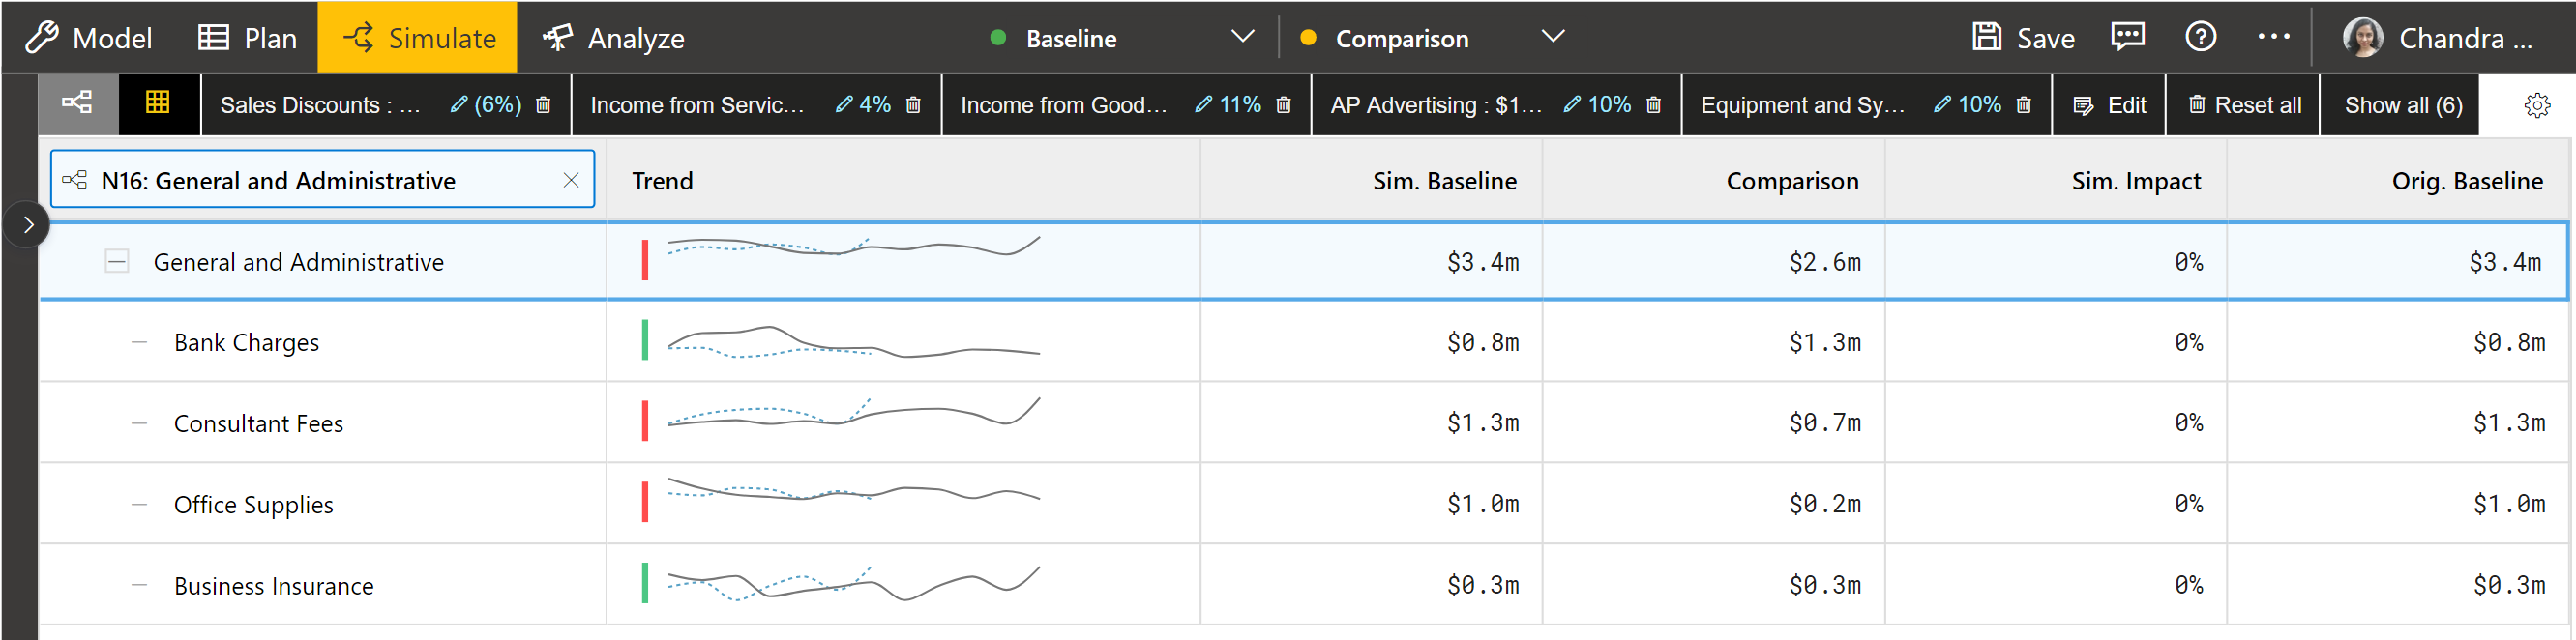 Model Plan Simulate Analyze Baseline Comparison Save Chandra ...
Sales Discounts : ... (6%) Income from Servic... 4% Income from Good... 11% AP Advertising : $1... 10% Equipment and Sy... 10% Edit Reset all Show all (6)
N16: General and Administrative Trend Sim. Baseline Comparison Sim. Impact Orig. Baseline
General and Administrative $3.4m $2.6m 0% $3.4m
Bank Charges $0.8m $1.3m 0% $0.8m
Consultant Fees $1.3m $0.7m 0% $1.3m
Office Supplies $1.0m $0.2m 0% $1.0m
Business Insurance $0.3m $0.3m 0% $0.3m